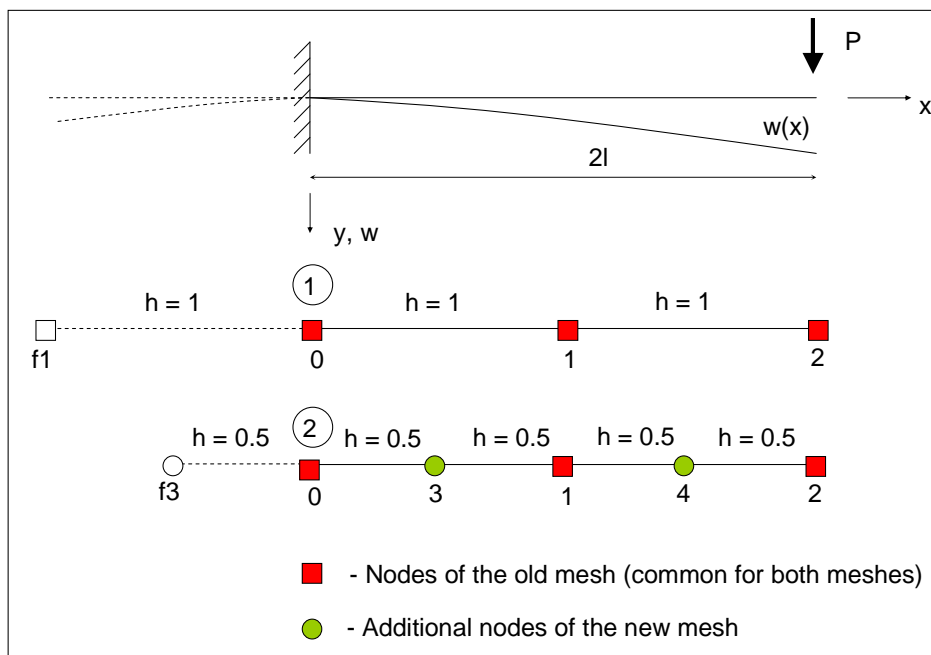 P
x
w(x)
2l
y, w
1
h = 1 h = 1 h = 1
f1 0 1 2
2
h = 0.5 h = 0.5 h = 0.5 h = 0.5 h = 0.5
f3 0 3 1 4 2
- Nodes of the old mesh (common for both meshes)
- Additional nodes of the new mesh